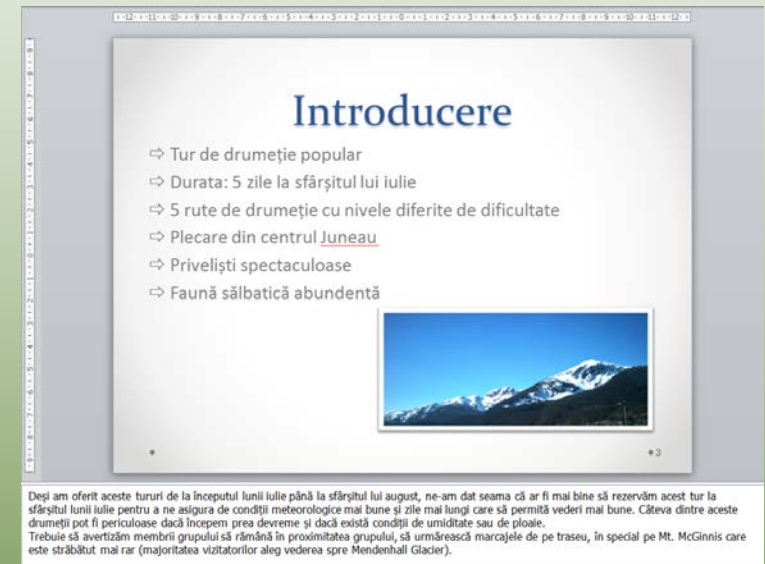 Introducere
⇨ Tur de drumeție popular
⇨ Durata: 5 zile la sfârșitul lui iulie
⇨ 5 rute de drumeție cu nivele diferite de dificultate
⇨ Plecare din centrul Juneau
⇨ Priveliști spectaculoase
⇨ Faună sălbatică abundentă
3
Deși am oferit aceste tururi de la începutul lunii iulie până la sfârșitul lui august, ne-am dat seama că ar fi mai bine să rezervăm acest tur la
sfârșitul lunii iulie pentru a ne asigura de condiții meteorologice mai bune și zile mai lungi care să permită vederi mai bune. Câteva dintre aceste
drumeții pot fi periculoase dacă începem prea devreme și dacă există condiții de umiditate sau de ploaie.
Trebuie să avertizăm membrii grupului să rămână în proximitatea grupului, să urmărească marcajele de pe traseu, în special pe Mt. McGinnis care
este străbătut mai rar (majoritatea vizitatorilor aleg vederea spre Mendenhall Glacier).